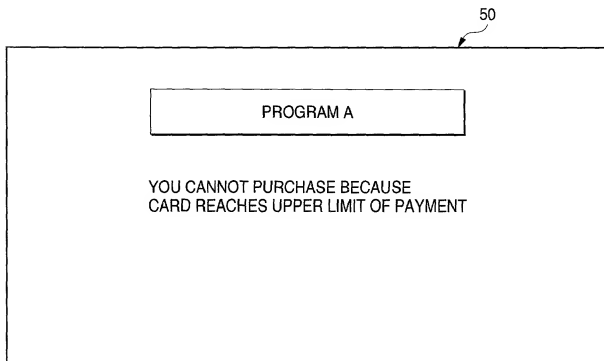 50
PROGRAM A
YOU CANNOT PURCHASE BECAUSE
CARD REACHES UPPER LIMIT OF PAYMENT